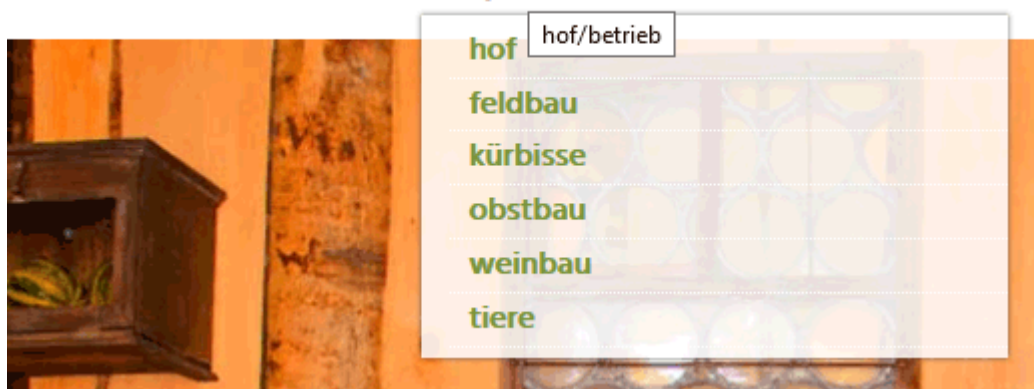 hof
hof/betrieb
feldbau
kürbisse
obstbau
weinbau
tiere